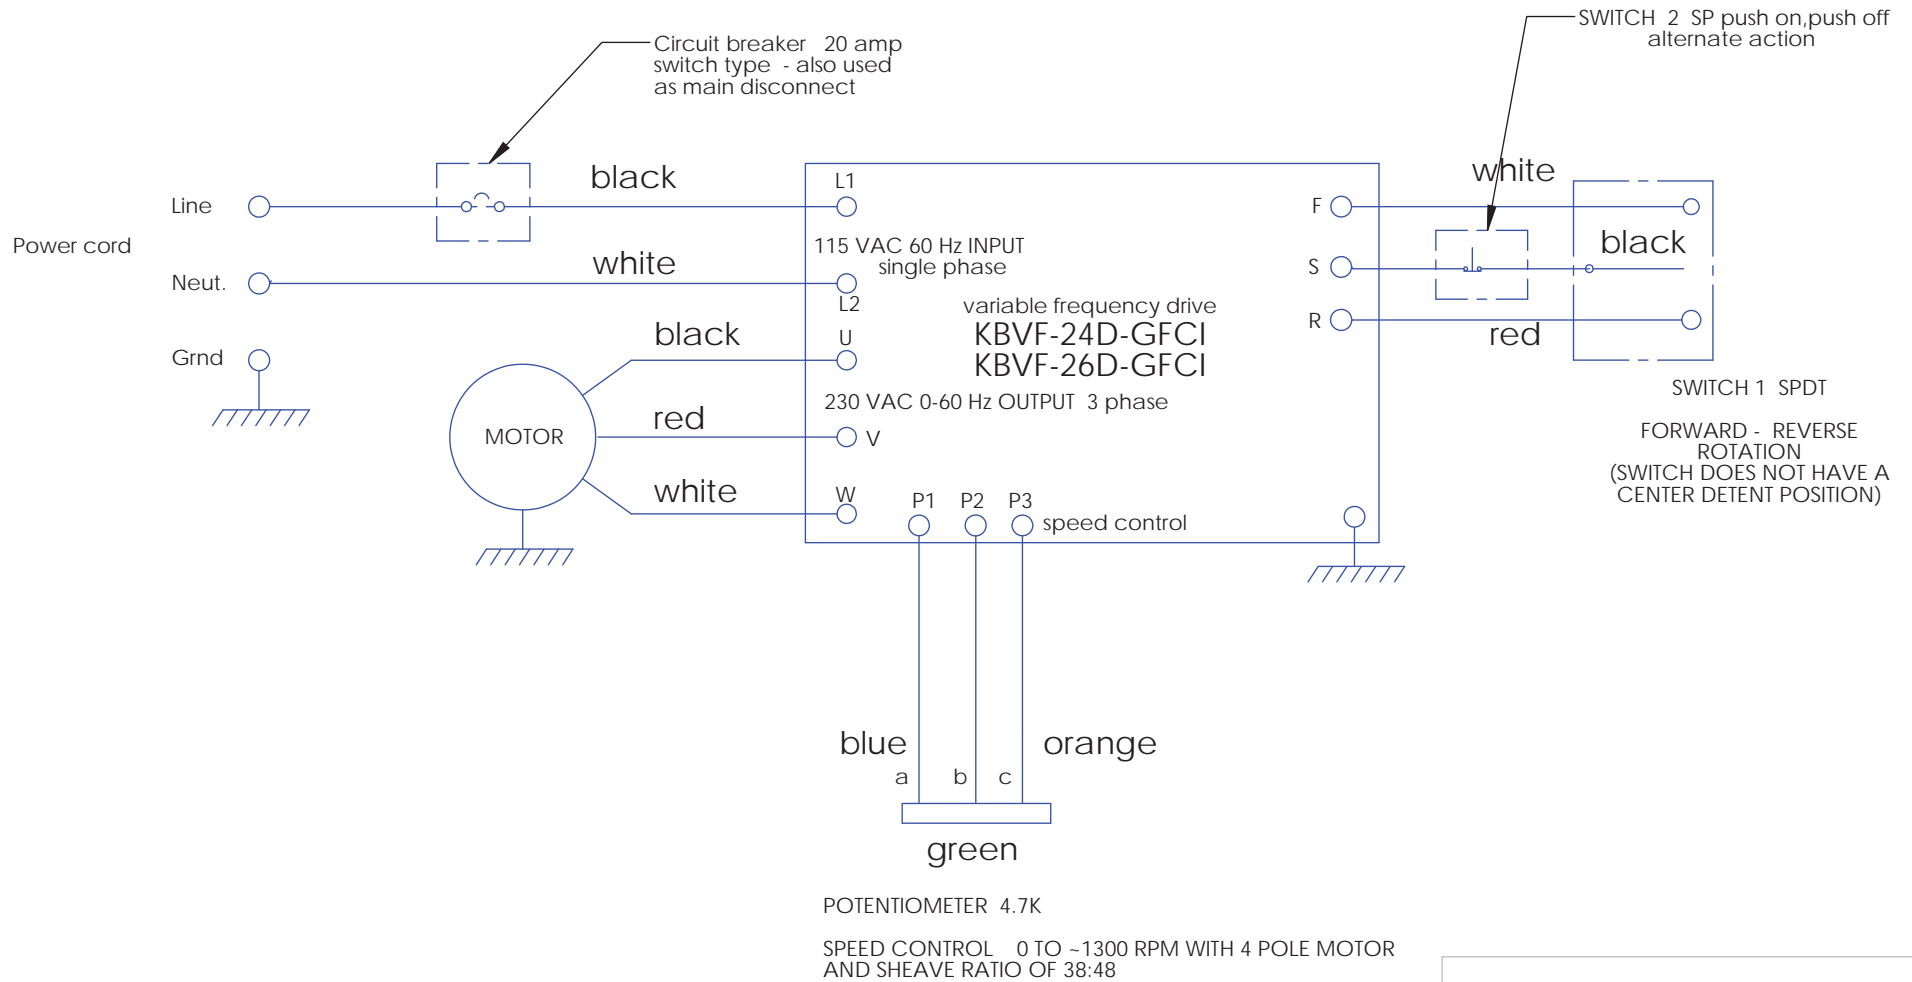 SWITCH 2 SP push on,push off
alternate action
Circuit breaker 20 amp
switch type - also used
as main disconnect
black
L1
white
Line
F
Power cord
115 VAC 60 Hz INPUT
single phase
white
black
Neut.
S
L2
variable frequency drive
U
KBVF-24D-GFCI
KBVF-26D-GFCI
black
R
red
Grnd
SWITCH 1 SPDT
230 VAC 0-60 Hz OUTPUT 3 phase
red
V
MOTOR
FORWARD - REVERSE
ROTATION
(SWITCH DOES NOT HAVE A
CENTER DETENT POSITION)
white
W
P1 P2 P3
speed control
blue
orange
a b c
green
POTENTIOMETER 4.7K
SPEED CONTROL 0 TO ~1300 RPM WITH 4 POLE MOTOR
AND SHEAVE RATIO OF 38:48